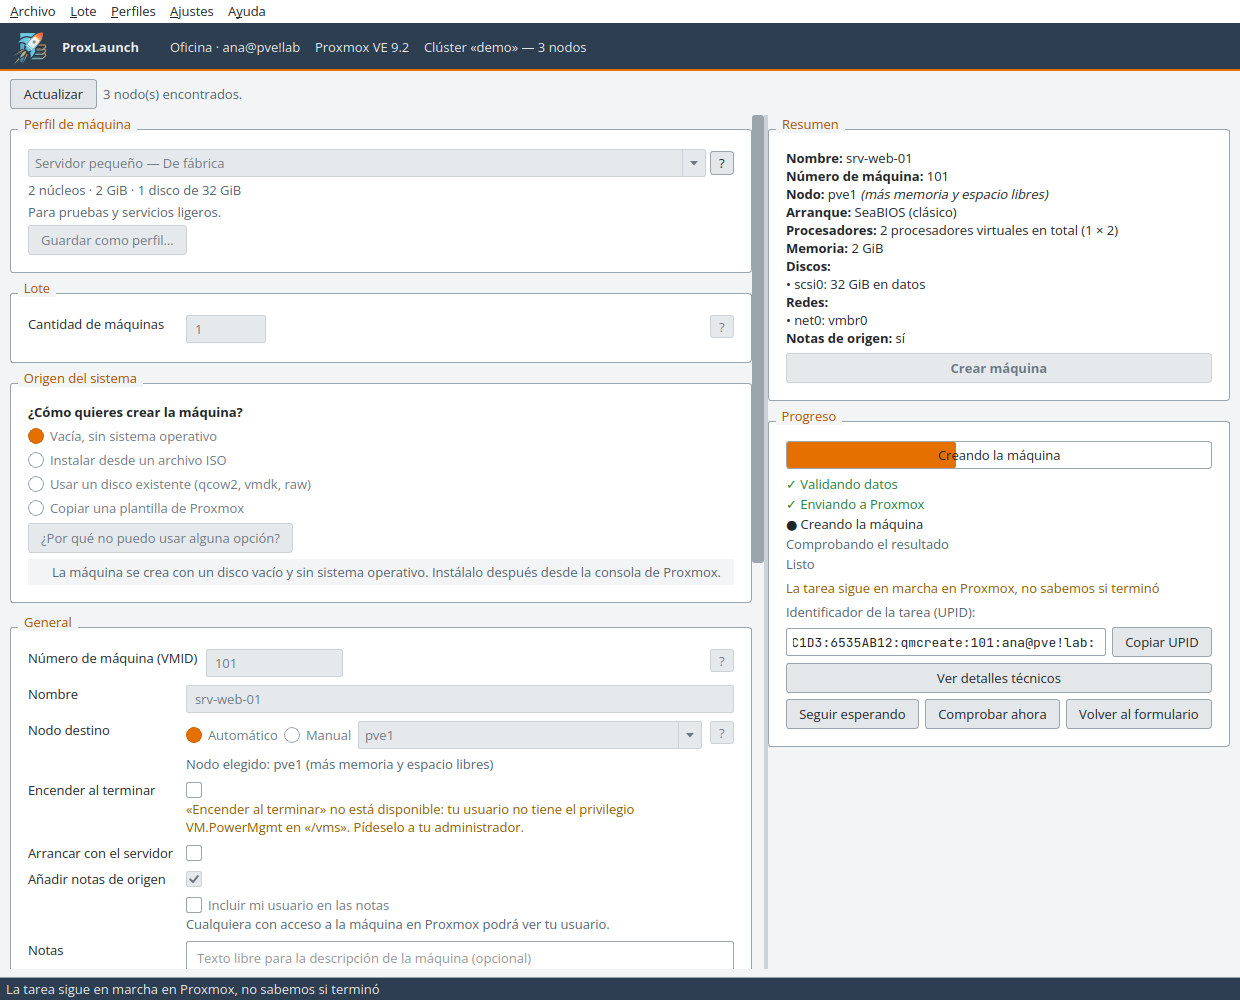 Archivo Lote Perfiles Ajustes Ayuda
ProxLaunch Oficina · ana@pve!lab Proxmox VE 9.2 Clúster «demo» — 3 nodos
Actualizar 3 nodo(s) encontrados.
Perfil de máquina
Servidor pequeño — De fábrica ?
2 núcleos · 2 GiB · 1 disco de 32 GiB
Para pruebas y servicios ligeros.
Guardar como perfil...
Lote
Cantidad de máquinas 1 ?
Origen del sistema
¿Cómo quieres crear la máquina?
Vacía, sin sistema operativo
Instalar desde un archivo ISO
Usar un disco existente (qcow2, vmdk, raw)
Copiar una plantilla de Proxmox
¿Por qué no puedo usar alguna opción?
La máquina se crea con un disco vacío y sin sistema operativo. Instálalo después desde la consola de Proxmox.
General
Número de máquina (VMID) 101 ?
Nombre srv-web-01
Nodo destino Automático Manual pve1 ?
Nodo elegido: pve1 (más memoria y espacio libres)
Encender al terminar
«Encender al terminar» no está disponible: tu usuario no tiene el privilegio
VM.PowerMgmt en «/vms». Pídeselo a tu administrador.
Arrancar con el servidor
Añadir notas de origen
Incluir mi usuario en las notas
Cualquiera con acceso a la máquina en Proxmox podrá ver tu usuario.
Notas Texto libre para la descripción de la máquina (opcional)
Resumen
Nombre: srv-web-01
Número de máquina: 101
Nodo: pve1 (más memoria y espacio libres)
Arranque: SeaBIOS (clásico)
Procesadores: 2 procesadores virtuales en total (1 × 2)
Memoria: 2 GiB
Discos:
• scsi0: 32 GiB en datos
Redes:
• net0: vmbr0
Notas de origen: sí
Crear máquina
Progreso
Creando la máquina
✓ Validando datos
✓ Enviando a Proxmox
● Creando la máquina
Comprobando el resultado
Listo
La tarea sigue en marcha en Proxmox, no sabemos si terminó
Identificador de la tarea (UPID):
C1D3:6535AB12:qmcreate:101:ana@pve!lab: Copiar UPID
Ver detalles técnicos
Seguir esperando Comprobar ahora Volver al formulario
La tarea sigue en marcha en Proxmox, no sabemos si terminó